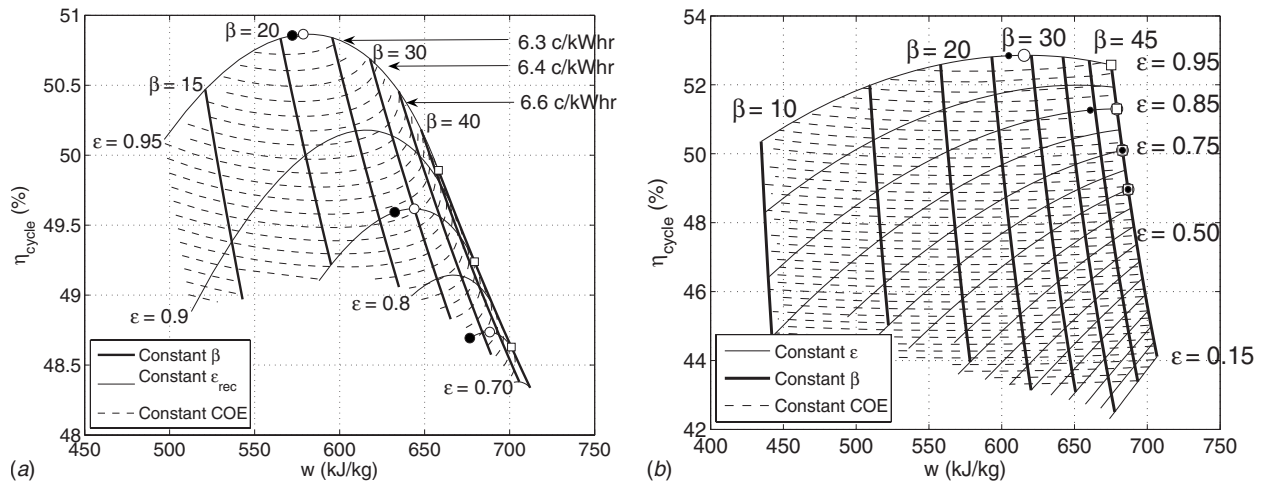 51
50.5
50
49.5
49
48.5
48
η_cycle (%)
450 500 550 600 650 700 750
w (kJ/kg)
(a)
β = 15
β = 20
β = 30
β = 40
6.3 c/kWhr
6.4 c/kWhr
6.6 c/kWhr
ε = 0.95
ε = 0.9
ε = 0.8
ε = 0.70
Constant β
Constant ε_rec
Constant COE
54
52
50
48
46
44
42
η_cycle (%)
400 450 500 550 600 650 700 750
w (kJ/kg)
(b)
β = 10
β = 20
β = 30
β = 45
ε = 0.95
ε = 0.85
ε = 0.75
ε = 0.50
ε = 0.15
Constant ε
Constant β
Constant COE